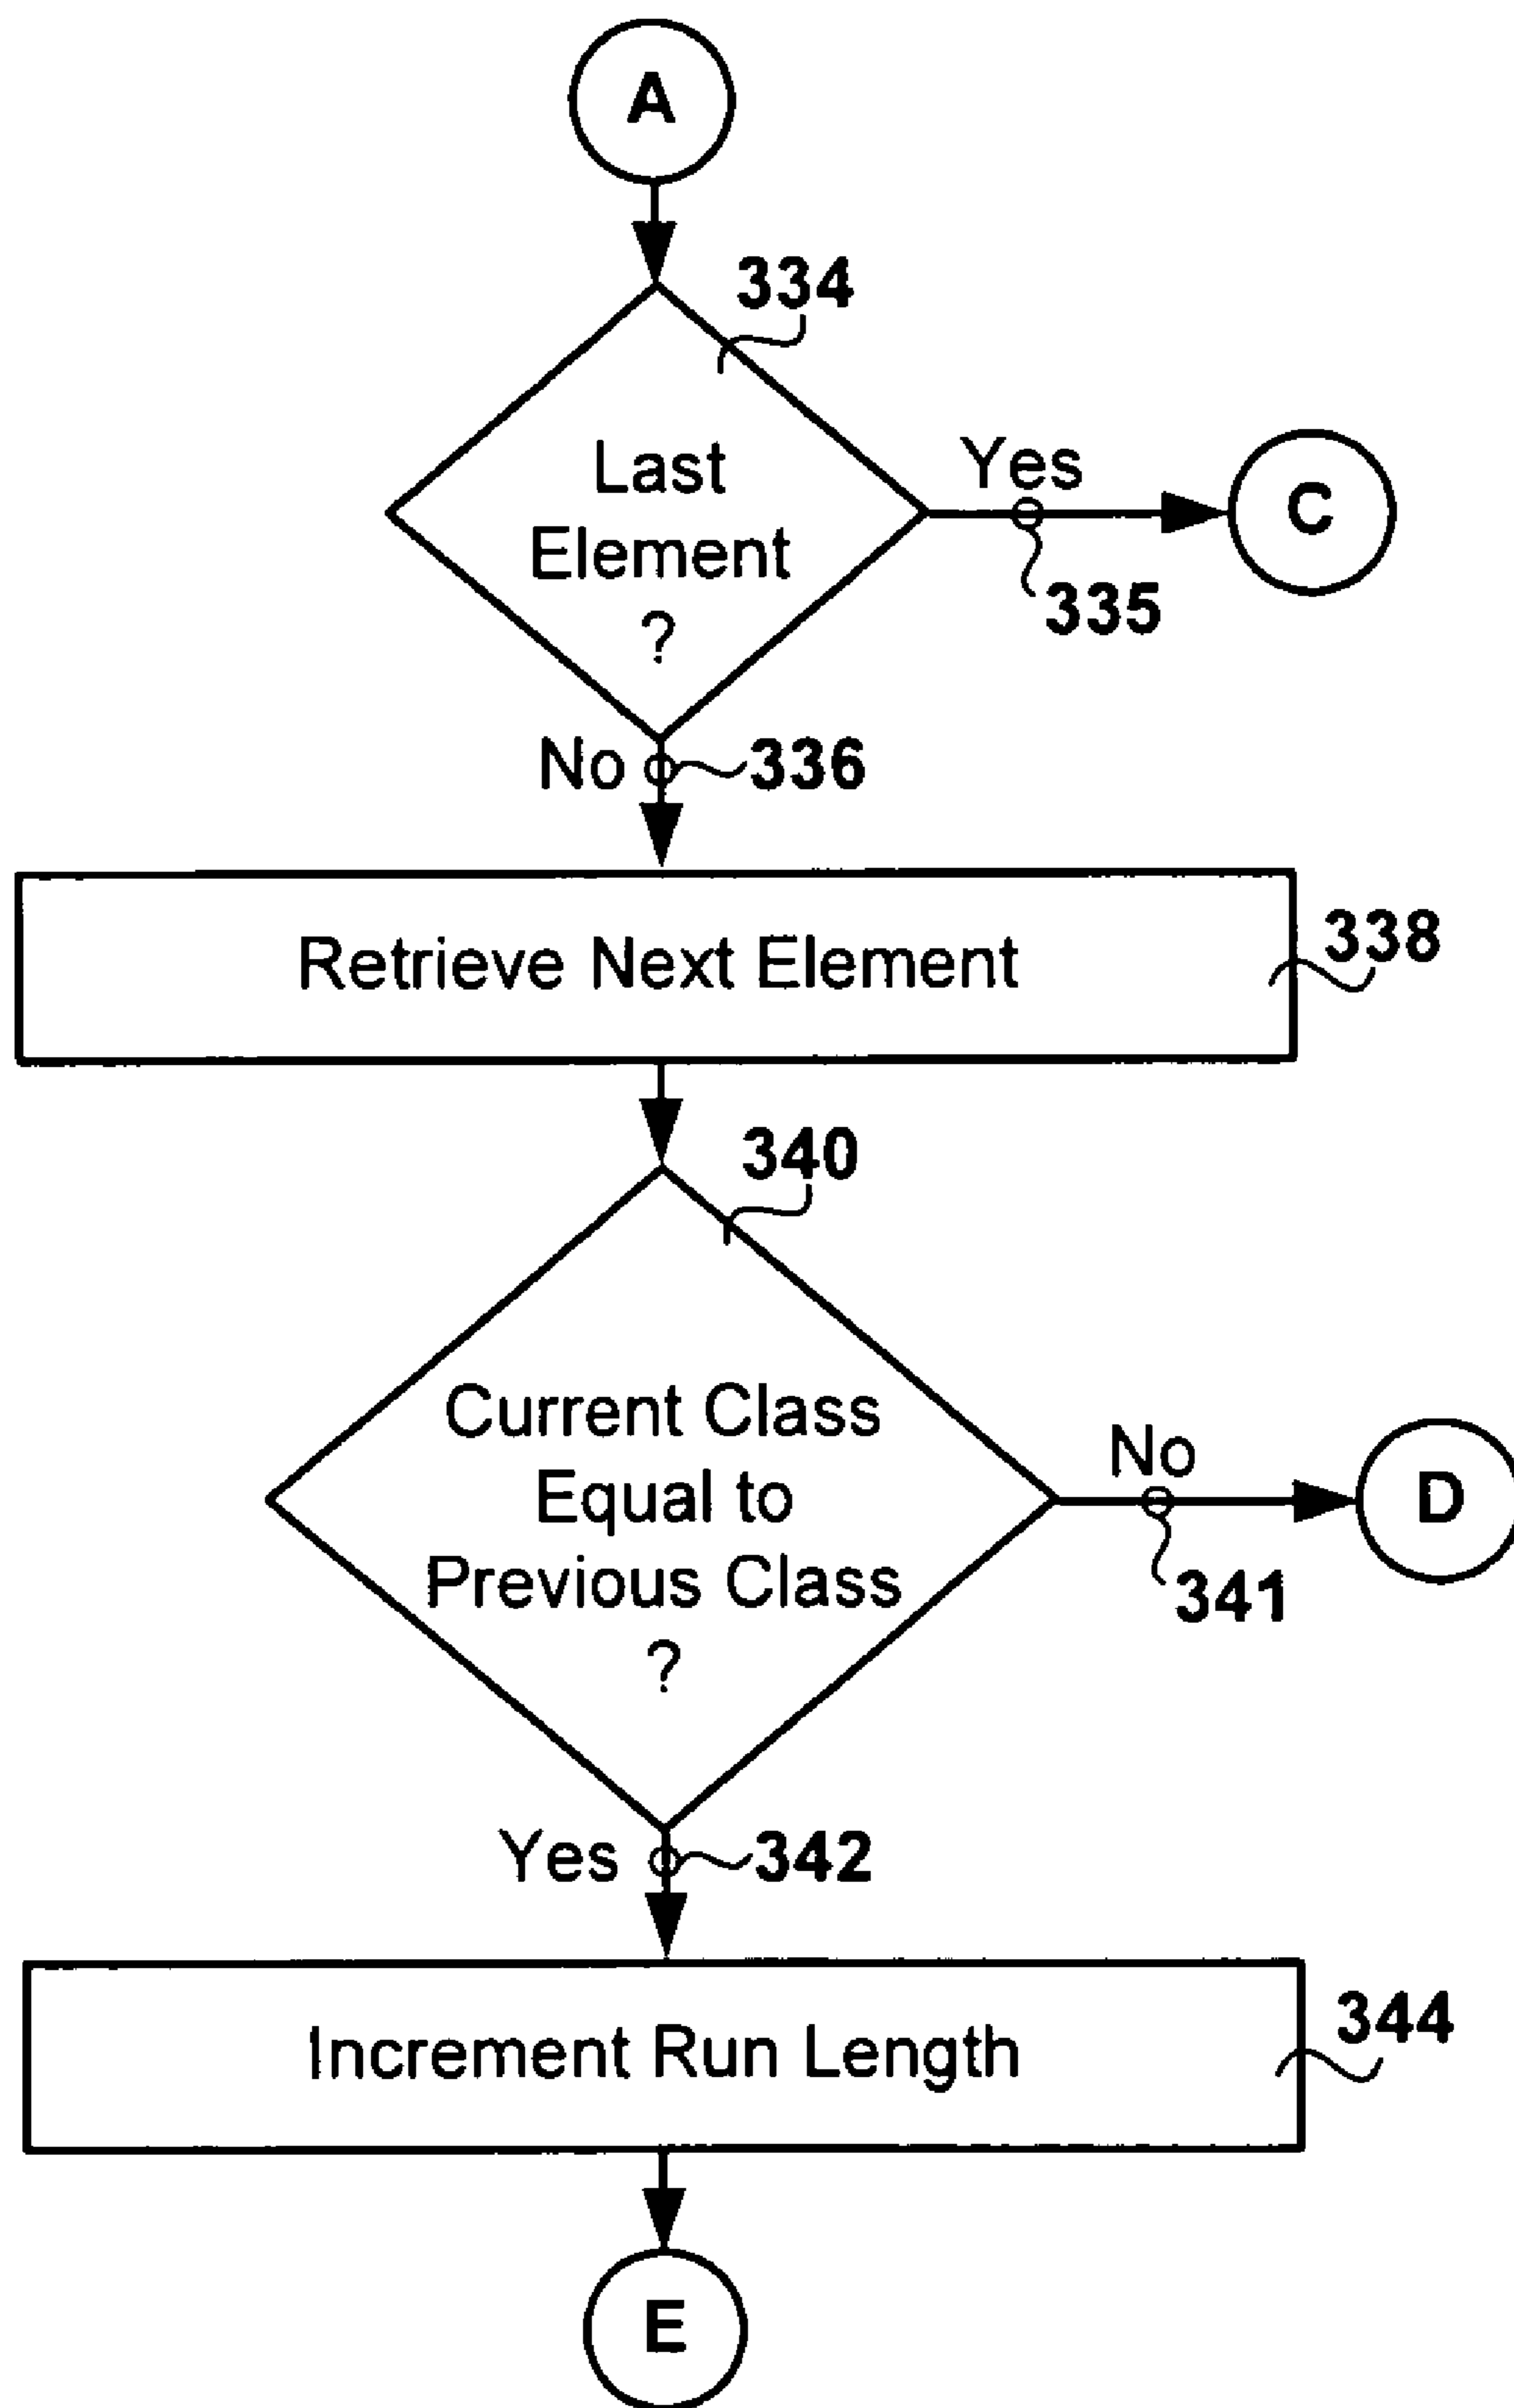 A
334
Last
Element
?
Yes
C
335
No
336
Retrieve Next Element
338
340
Current Class
Equal to
Previous Class
?
No
D
341
Yes
342
Increment Run Length
344
E